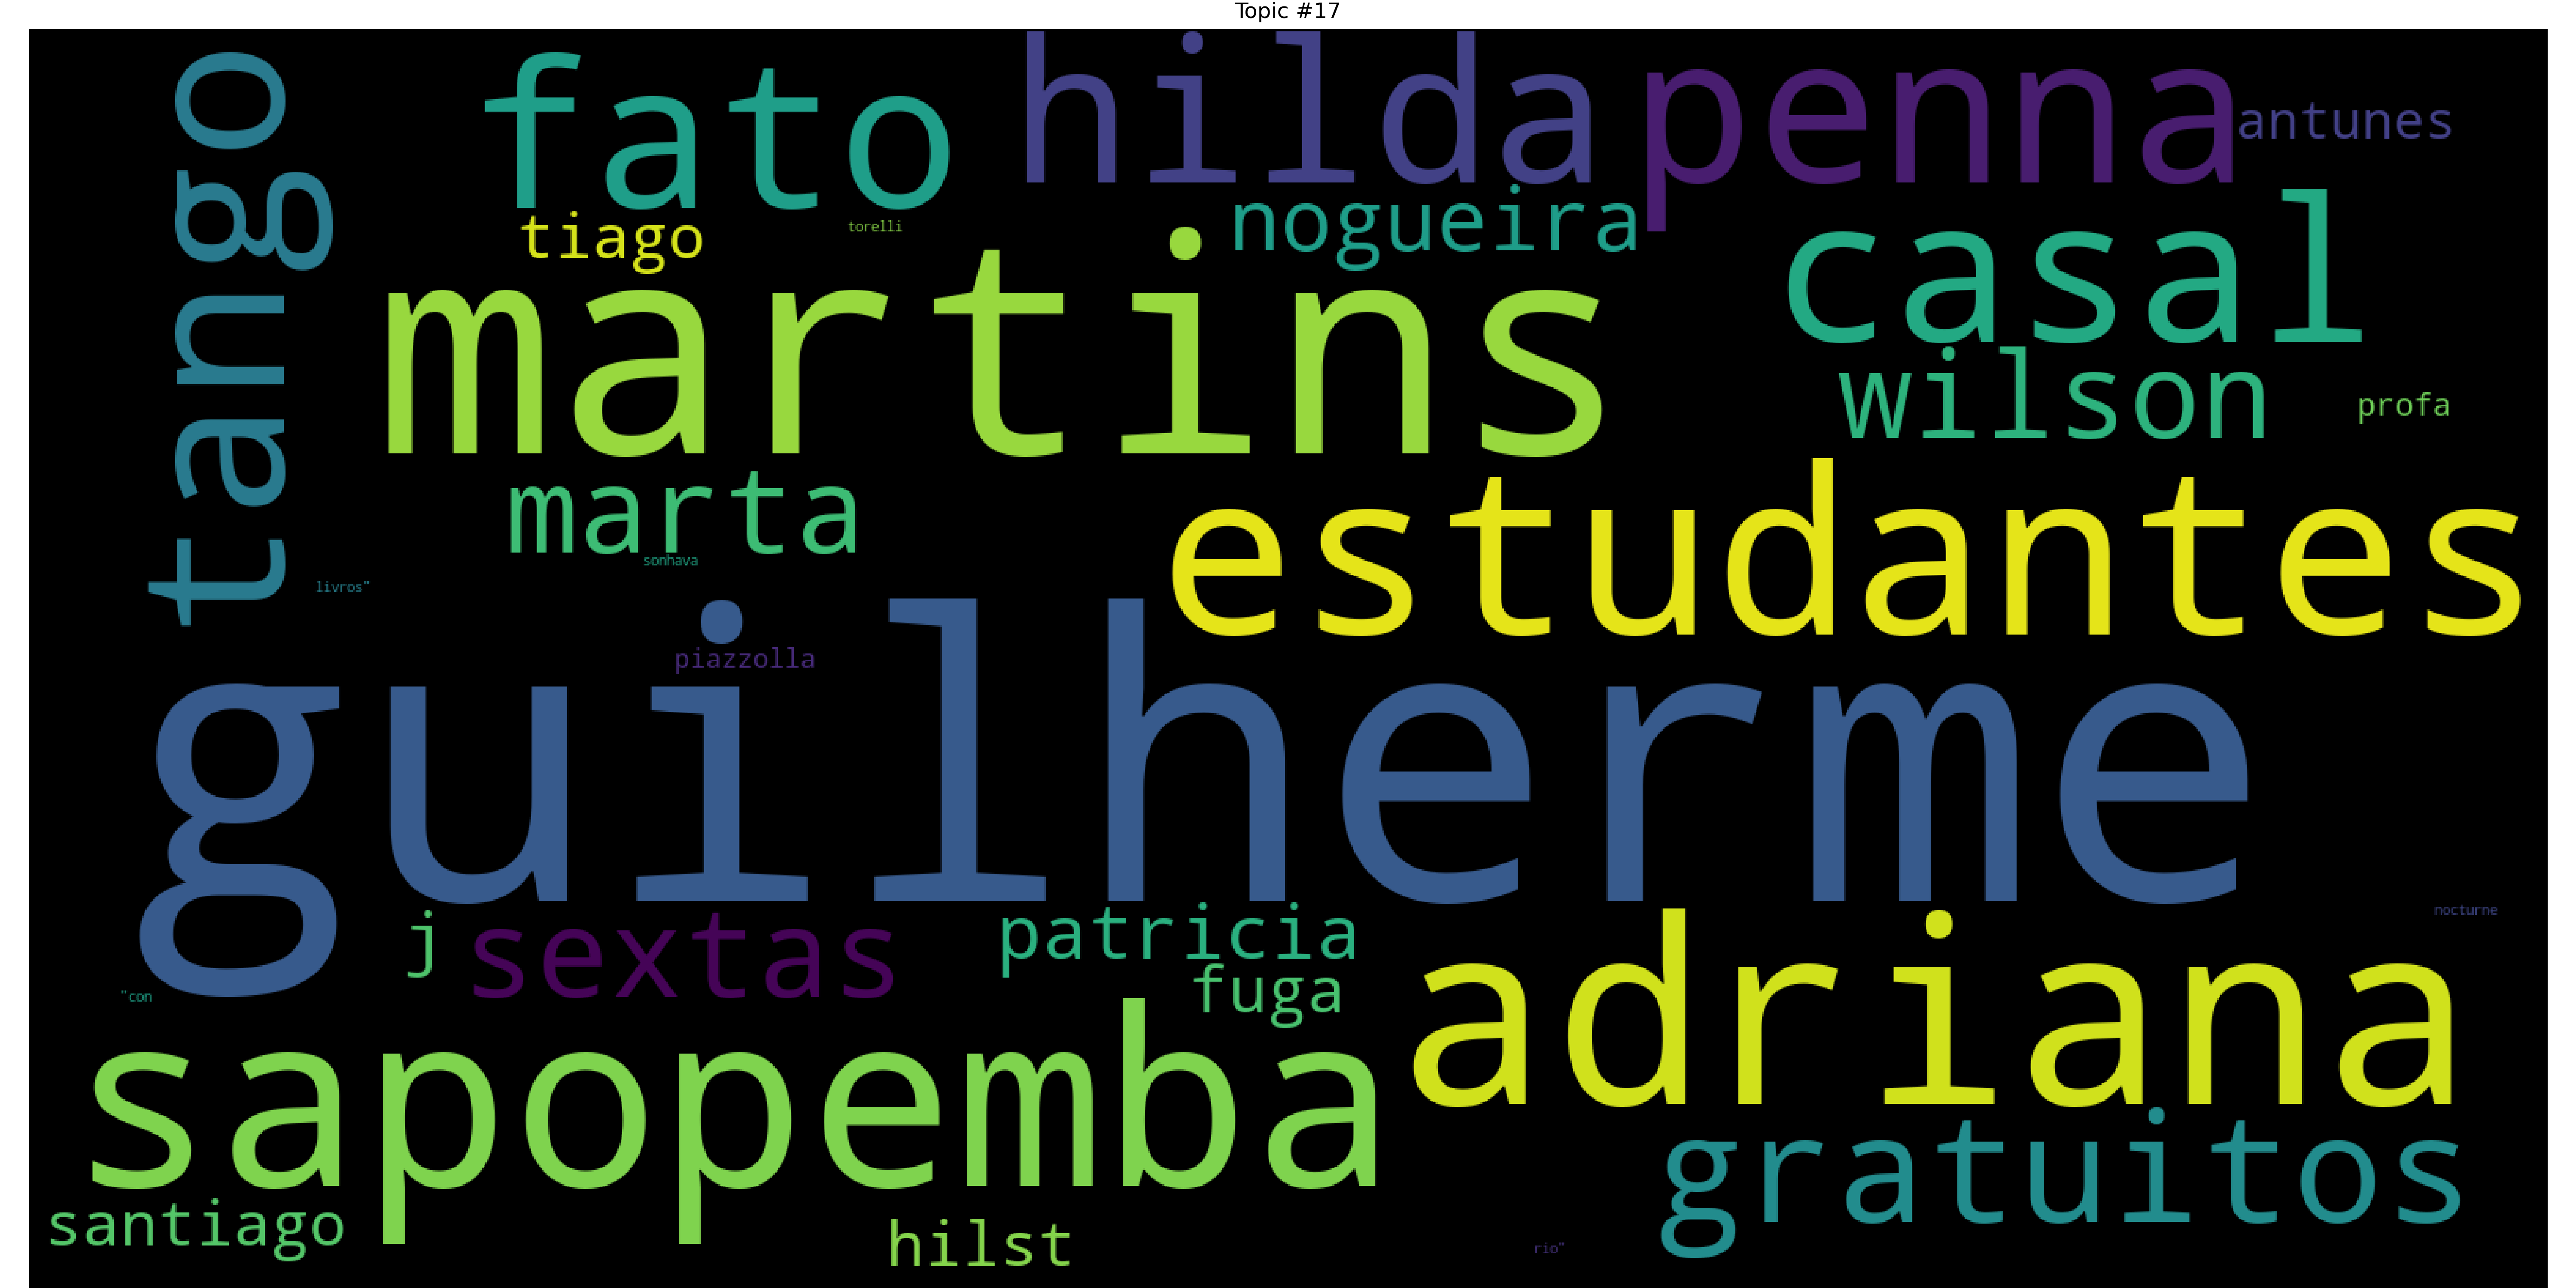 Topic #17
tango
fato
hilda
penna
antunes
tiago
torelli
nogueira
casal
martins
wilson
profa
marta
sonhava
estudantes
livros"
piazzolla
guilherme
nocturne
j
sextas
patricia
fuga
"con
adriana
sapopemba
gratuitos
santiago
hilst
rio"